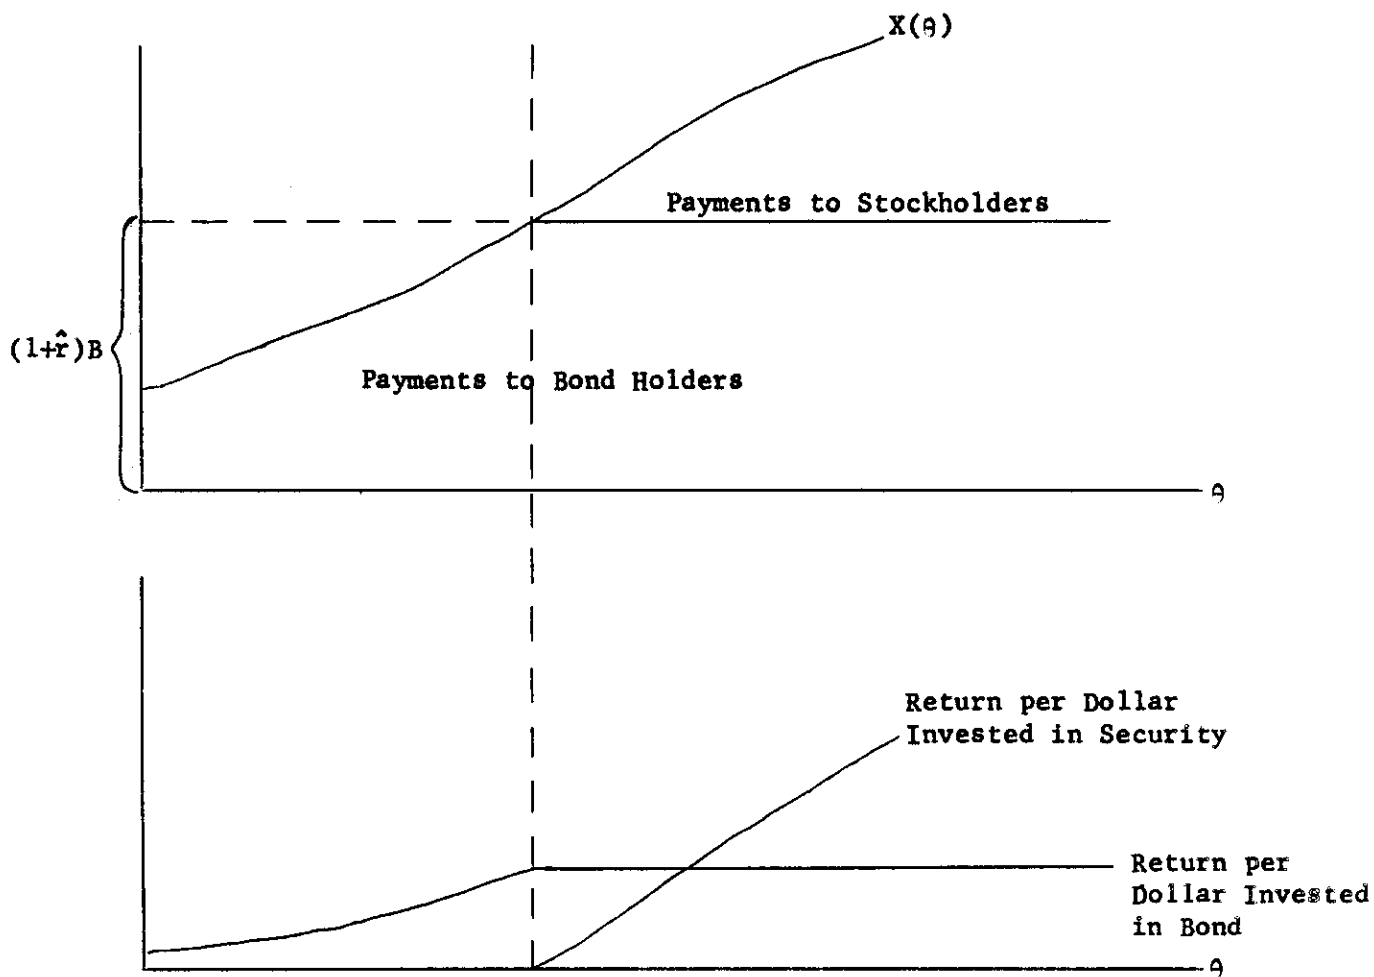 X(θ)
Payments to Stockholders
(1+r̂)B
Payments to Bond Holders
θ
Return per Dollar
Invested in Security
Return per
Dollar Invested
in Bond
θ